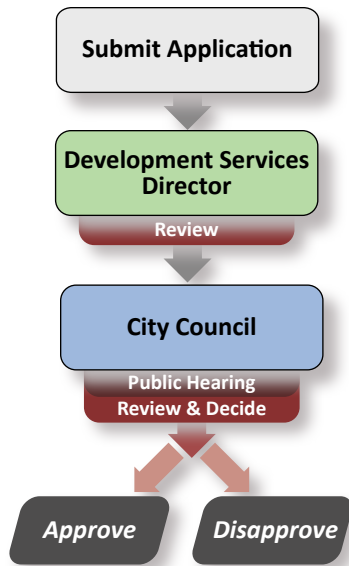 Submit Application
Development Services
Director
Review
City Council
Public Hearing
Review & Decide
Approve
Disapprove